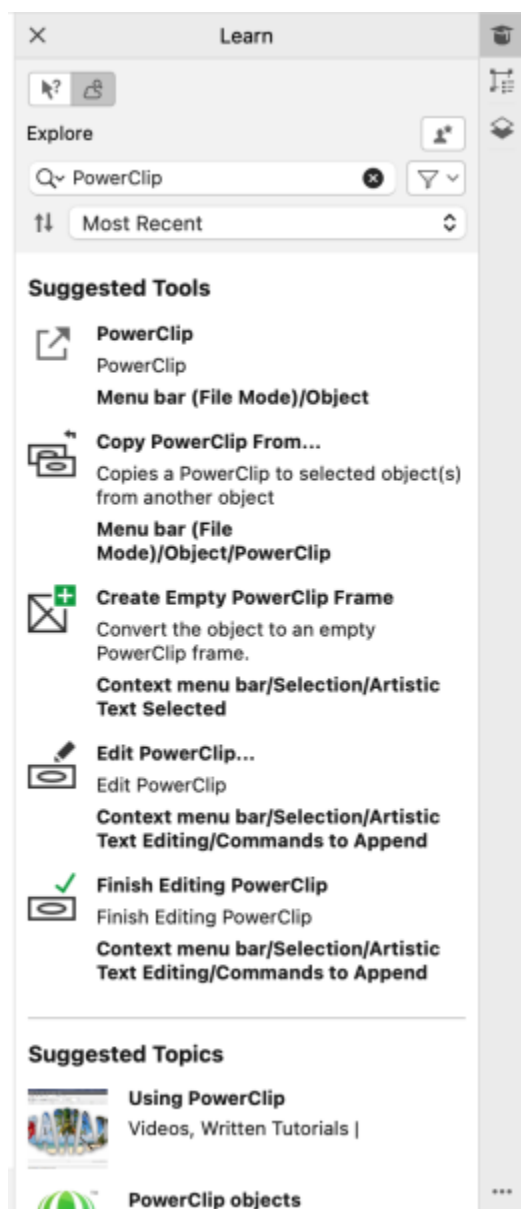 Learn
Explore
PowerClip
Most Recent
Suggested Tools
PowerClip
PowerClip
Menu bar (File Mode)/Object
Copy PowerClip From...
Copies a PowerClip to selected object(s)
from another object
Menu bar (File
Mode)/Object/PowerClip
Create Empty PowerClip Frame
Convert the object to an empty
PowerClip frame.
Context menu bar/Selection/Artistic
Text Selected
Edit PowerClip...
Edit PowerClip
Context menu bar/Selection/Artistic
Text Editing/Commands to Append
Finish Editing PowerClip
Finish Editing PowerClip
Context menu bar/Selection/Artistic
Text Editing/Commands to Append
Suggested Topics
Using PowerClip
Videos, Written Tutorials |
PowerClip objects